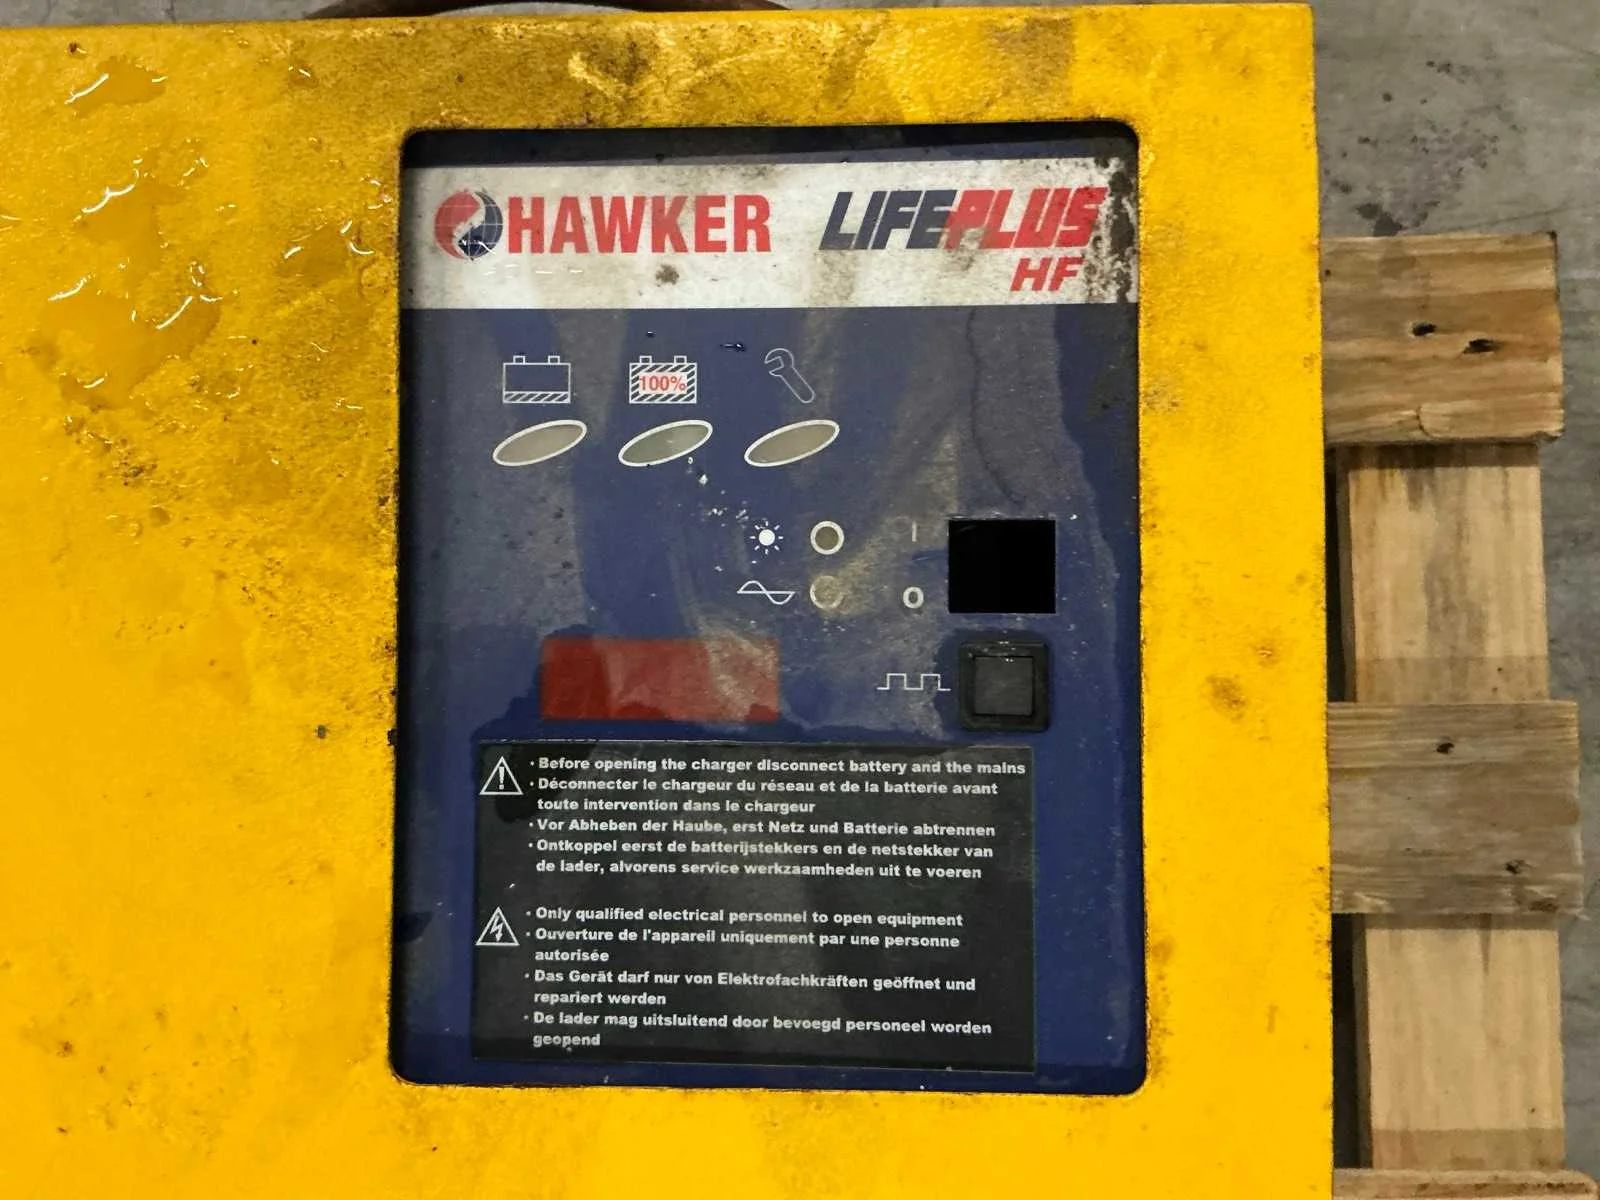 HAWKER LIFEPLUS
HF
100%
I
O
· Before opening the charger disconnect battery and the mains
· Déconnecter le chargeur du réseau et de la batterie avant
toute intervention dans le chargeur
· Vor Abheben der Haube, erst Netz und Batterie abtrennen
· Ontkoppel eerst de batterijstekkers en de netstekker van
de lader, alvorens service werkzaamheden uit te voeren
· Only qualified electrical personnel to open equipment
· Ouverture de l'appareil uniquement par une personne
autorisée
· Das Gerät darf nur von Elektrofachkräften geöffnet und
repariert werden
· De lader mag uitsluitend door bevoegd personeel worden
geopend